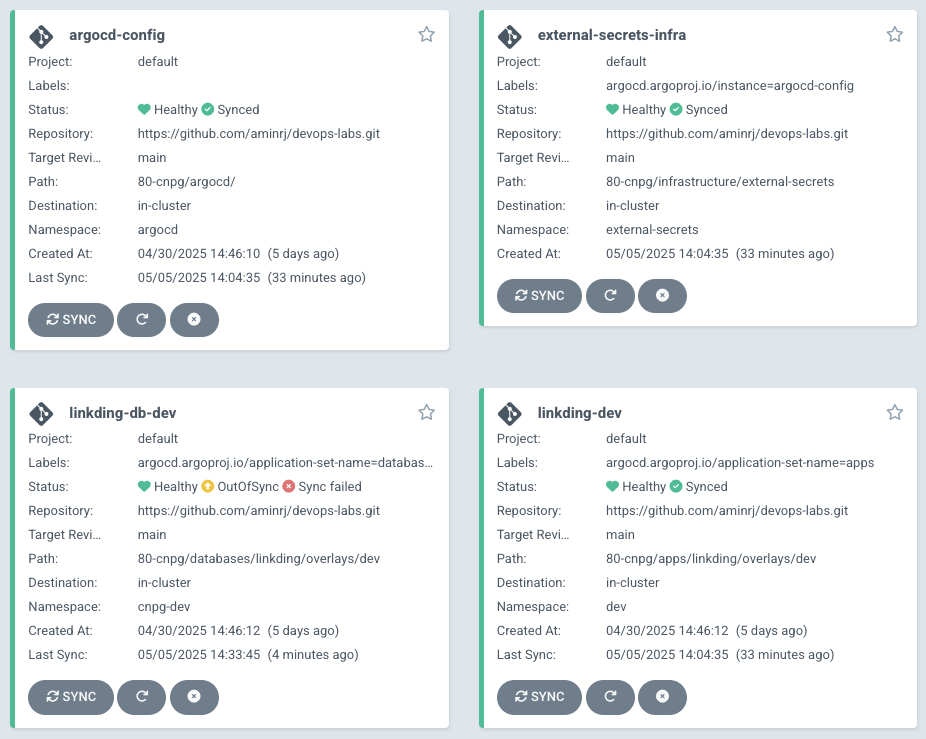 argocd-config
Project: default
Labels:
Status: Healthy Synced
Repository: https://github.com/aminrj/devops-labs.git
Target Revi... main
Path: 80-cnpg/argocd/
Destination: in-cluster
Namespace: argocd
Created At: 04/30/2025 14:46:10 (5 days ago)
Last Sync: 05/05/2025 14:04:35 (33 minutes ago)
SYNC
external-secrets-infra
Project: default
Labels: argocd.argoproj.io/instance=argocd-config
Status: Healthy Synced
Repository: https://github.com/aminrj/devops-labs.git
Target Revi... main
Path: 80-cnpg/infrastructure/external-secrets
Destination: in-cluster
Namespace: external-secrets
Created At: 05/05/2025 14:04:35 (33 minutes ago)
SYNC
linkding-db-dev
Project: default
Labels: argocd.argoproj.io/application-set-name=databas...
Status: Healthy OutOfSync Sync failed
Repository: https://github.com/aminrj/devops-labs.git
Target Revi... main
Path: 80-cnpg/databases/linkding/overlays/dev
Destination: in-cluster
Namespace: cnpg-dev
Created At: 04/30/2025 14:46:12 (5 days ago)
Last Sync: 05/05/2025 14:33:45 (4 minutes ago)
SYNC
linkding-dev
Project: default
Labels: argocd.argoproj.io/application-set-name=apps
Status: Healthy Synced
Repository: https://github.com/aminrj/devops-labs.git
Target Revi... main
Path: 80-cnpg/apps/linkding/overlays/dev
Destination: in-cluster
Namespace: dev
Created At: 04/30/2025 14:46:12 (5 days ago)
Last Sync: 05/05/2025 14:04:35 (33 minutes ago)
SYNC